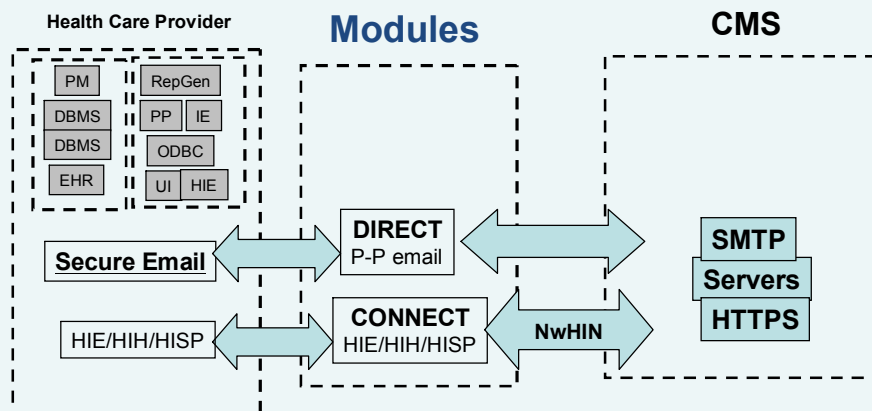 Health Care Provider
Modules
CMS
PM
DBMS
DBMS
EHR
RepGen
PP
IE
ODBC
UI
HIE
Secure Email
DIRECT
P-P email
HIE/HIH/HISP
CONNECT
HIE/HIH/HISP
NwHIN
SMTP
Servers
HTTPS